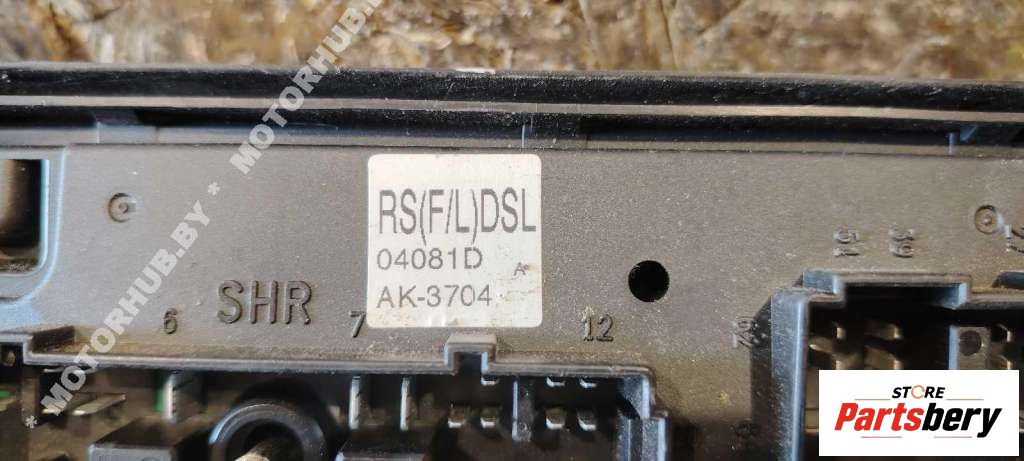 RS(F/L)DSL
04081D A
AK-3704
SHR
6
7
12
* MOTORHUB.BY * MOTORHUB.BY
STORE
Partsbery